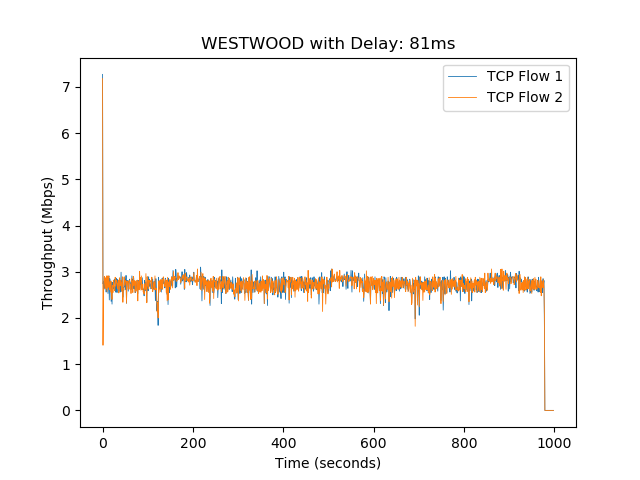 WESTWOOD with Delay: 81ms
TCP Flow 1
TCP Flow 2
Throughput (Mbps)
7
6
5
4
3
2
1
0
0 200 400 600 800 1000
Time (seconds)